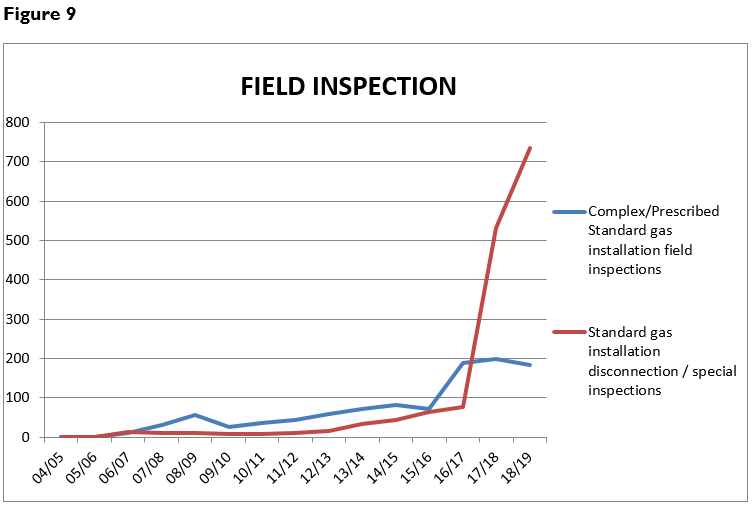 Figure 9
FIELD INSPECTION
800
700
600
500
400
300
200
100
0
04/05
05/06
06/07
07/08
08/09
09/10
10/11
11/12
12/13
13/14
14/15
15/16
16/17
17/18
18/19
Complex/Prescribed
Standard gas
installation field
inspections
Standard gas
installation
disconnection / special
inspections